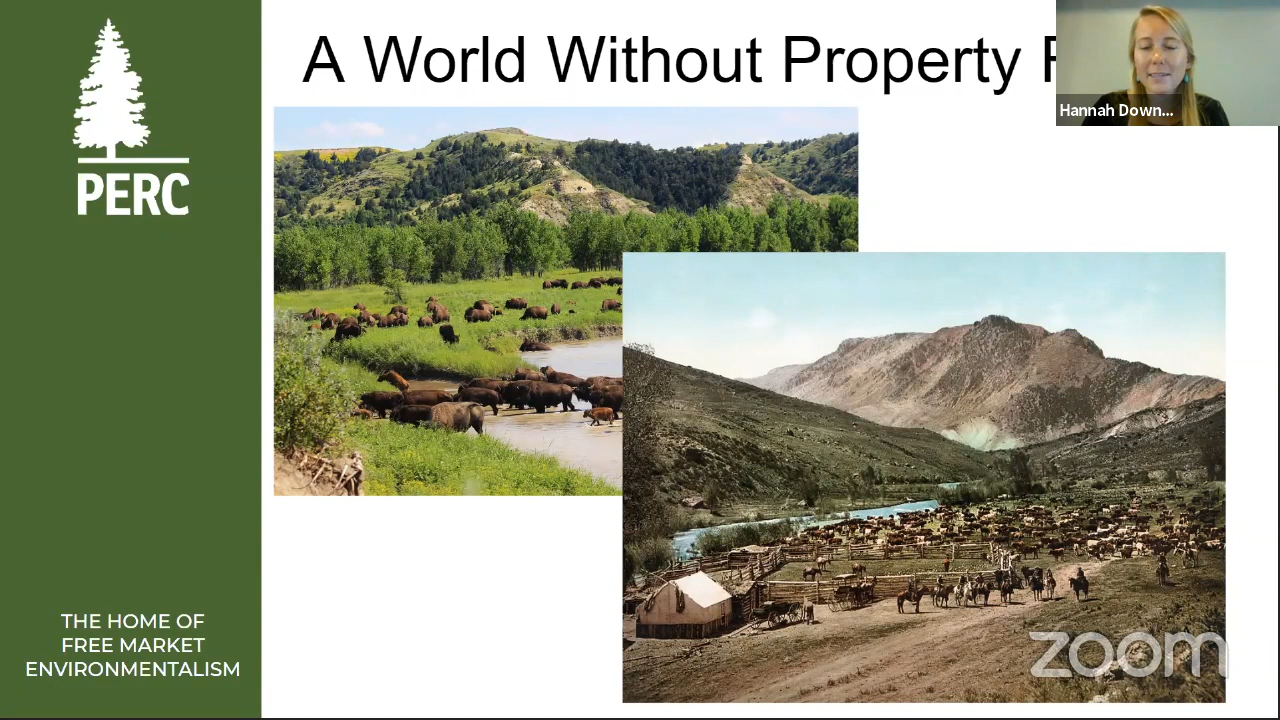 A World Without Property
Hannah Down...
PERC
THE HOME OF
FREE MARKET
ENVIRONMENTALISM
zoom